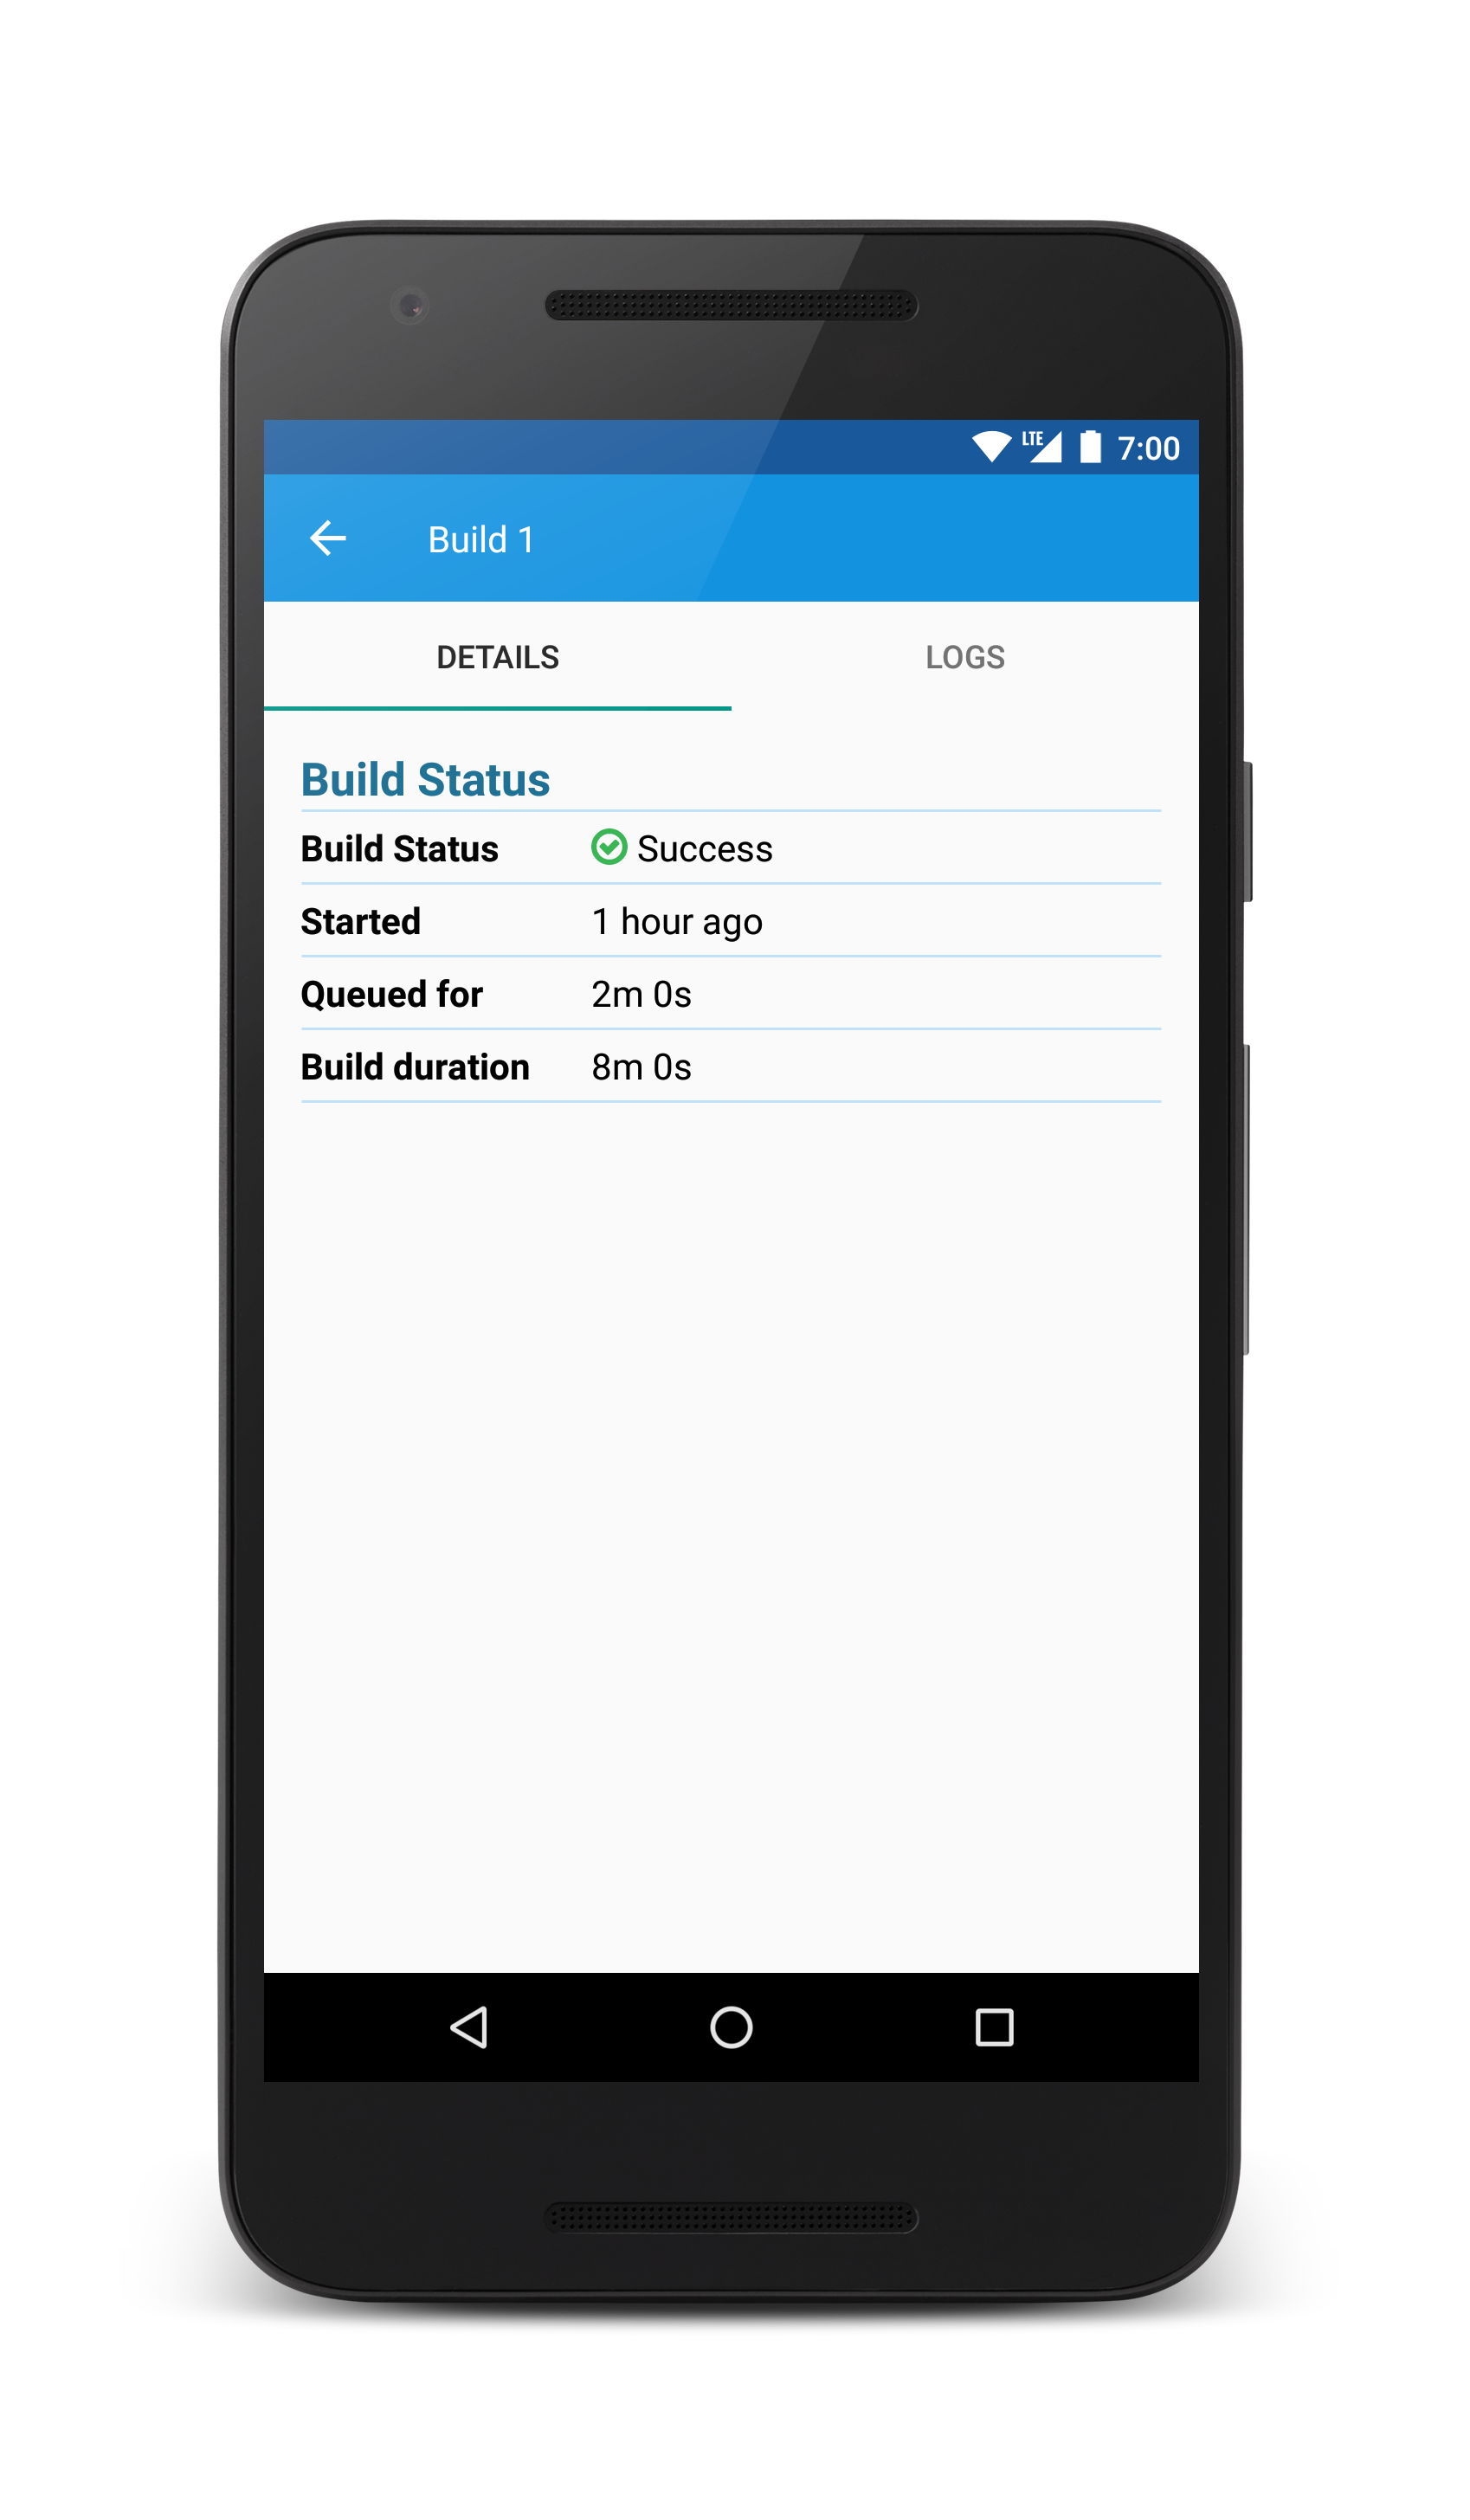 LTE 7:00
Build 1
DETAILS LOGS
Build Status
Build Status Success
Started 1 hour ago
Queued for 2m 0s
Build duration 8m 0s